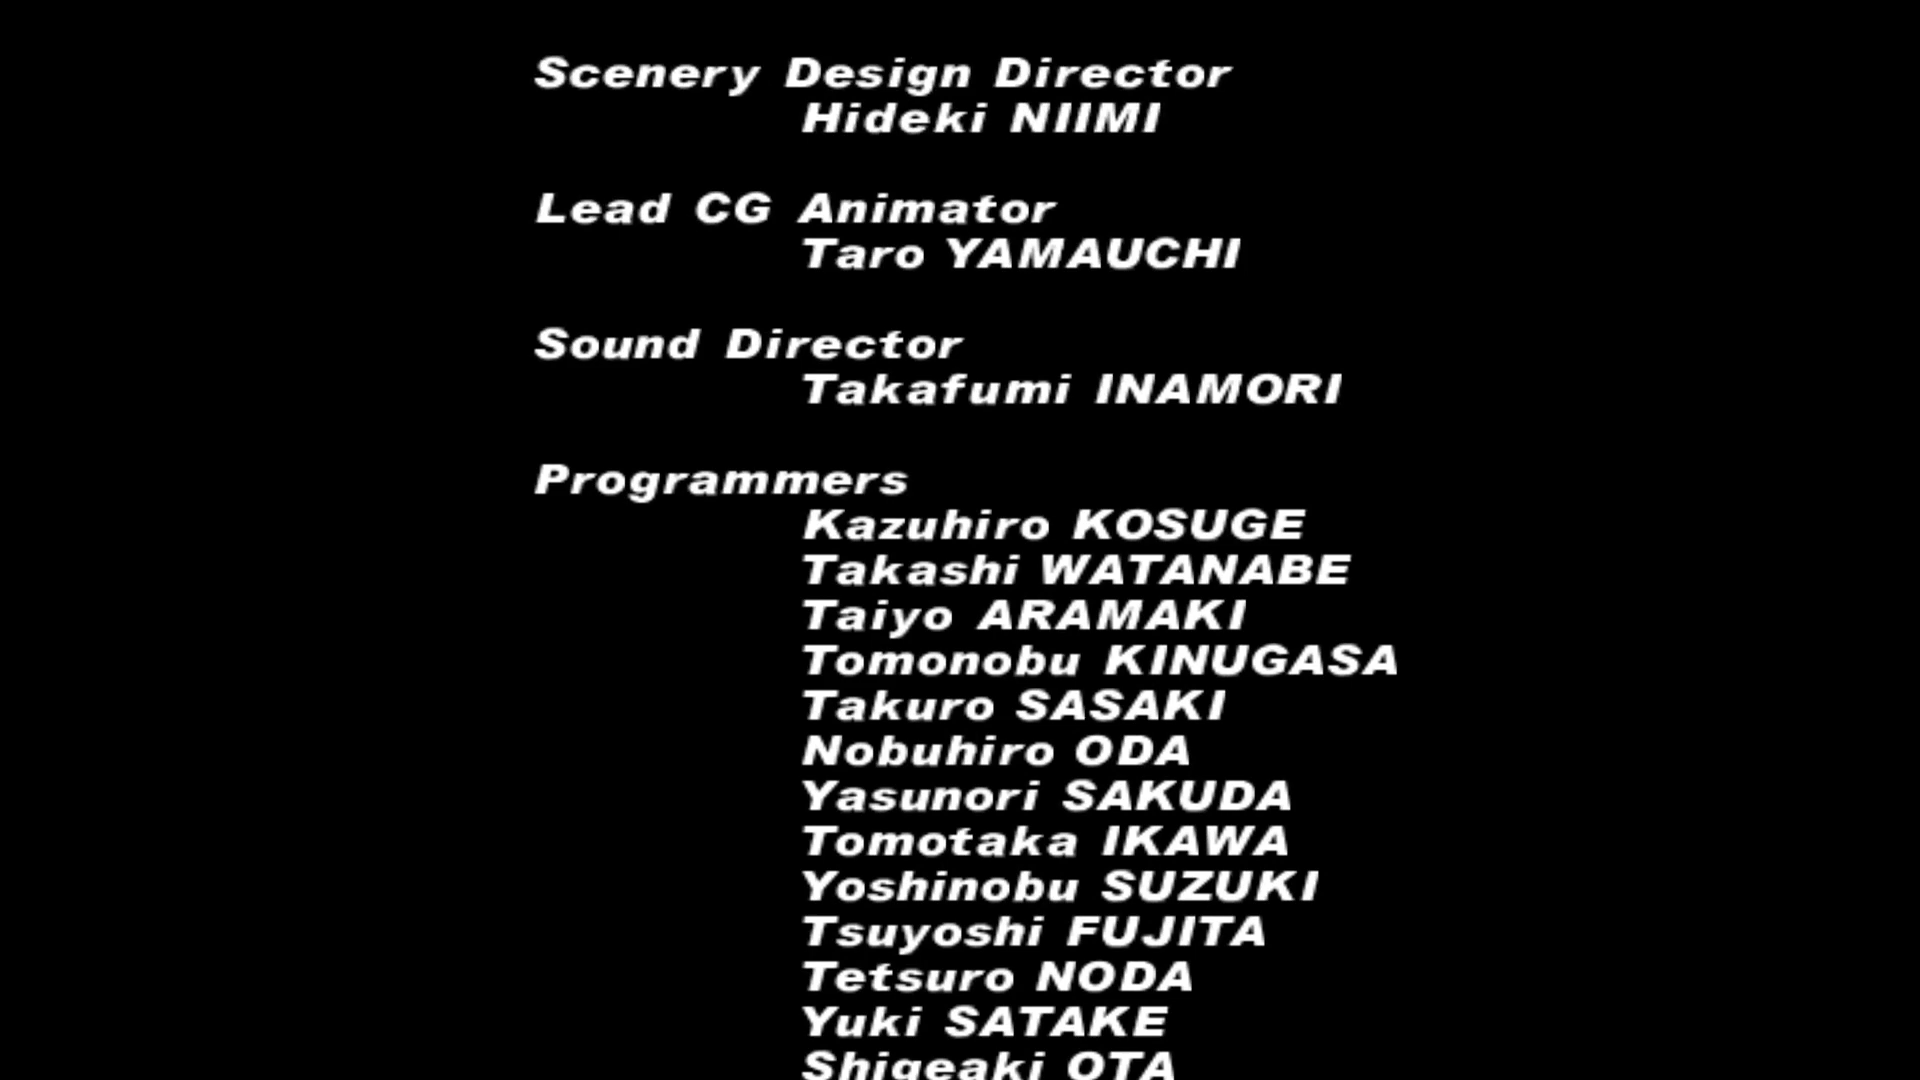 Scenery Design Director
Hideki NIIMI
Lead CG Animator
Taro YAMAUCHI
Sound Director
Takafumi INAMORI
Programmers
Kazuhiro KOSUGE
Takashi WATANABE
Taiyo ARAMAKI
Tomonobu KINUGASA
Takuro SASAKI
Nobuhiro ODA
Yasunori SAKUDA
Tomotaka IKAWA
Yoshinobu SUZUKI
Tsuyoshi FUJITA
Tetsuro NODA
Yuki SATAKE
Shigeaki OTA